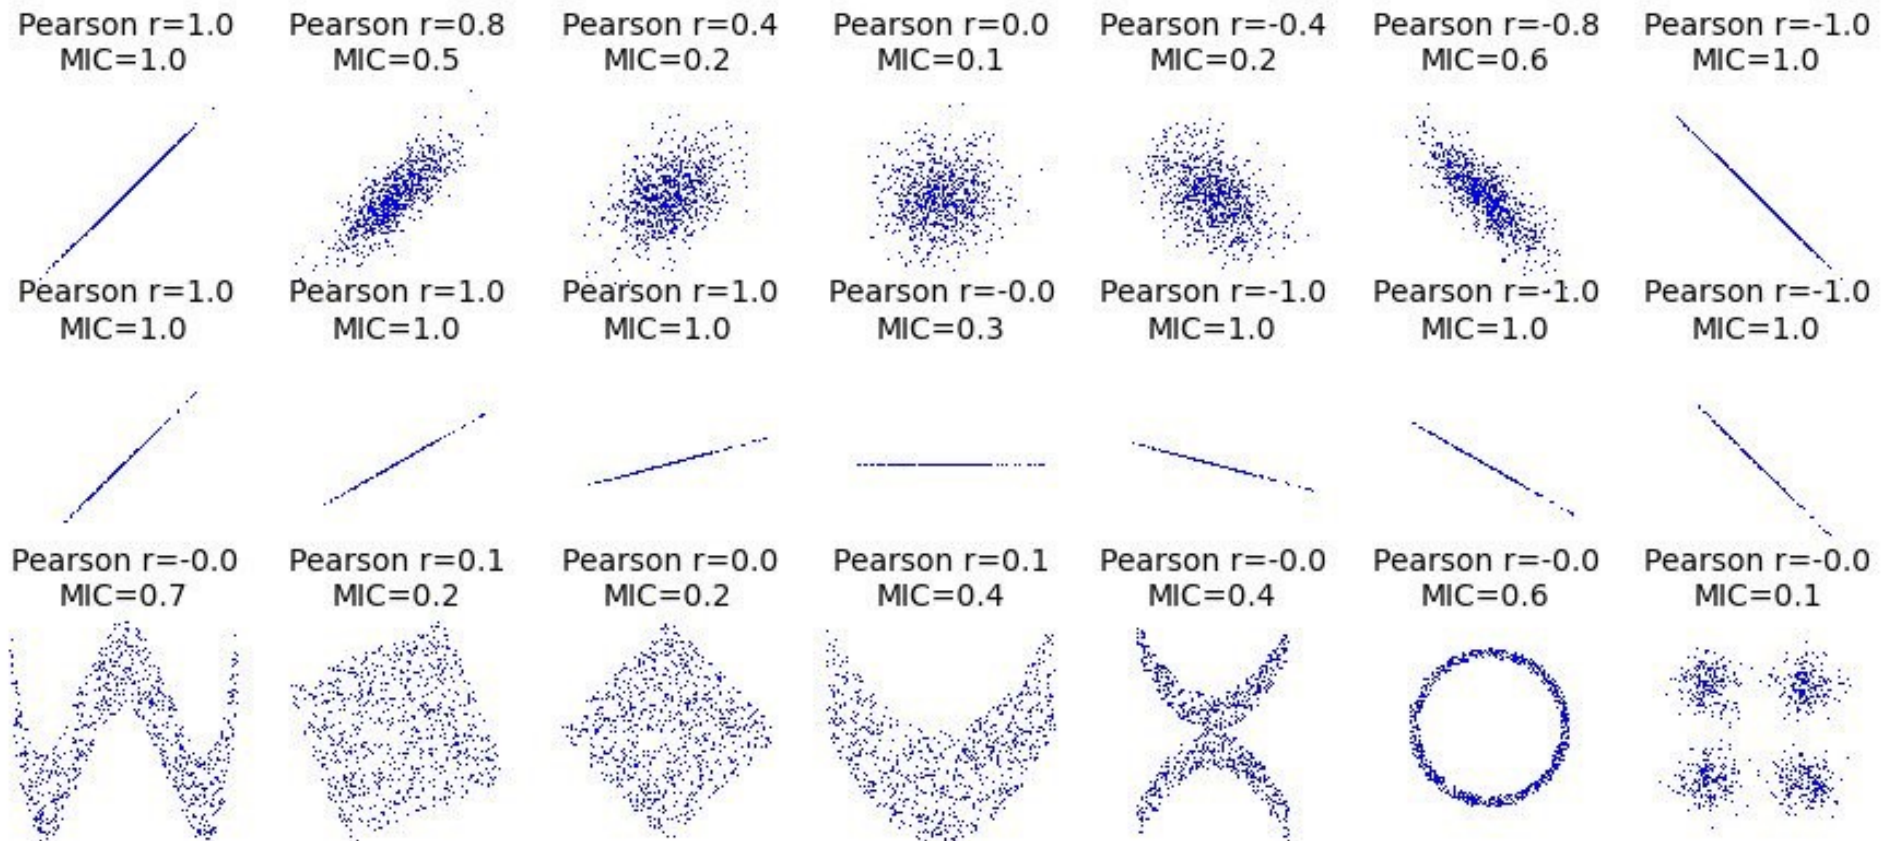 Pearson r=1.0 Pearson r=0.8 Pearson r=0.4 Pearson r=0.0 Pearson r=-0.4 Pearson r=-0.8 Pearson r=-1.0
MIC=1.0 MIC=0.5 MIC=0.2 MIC=0.1 MIC=0.2 MIC=0.6 MIC=1.0
Pearson r=1.0 Pearson r=1.0 Pearson r=1.0 Pearson r=-0.0 Pearson r=-1.0 Pearson r=-1.0 Pearson r=-1.0
MIC=1.0 MIC=1.0 MIC=1.0 MIC=0.3 MIC=1.0 MIC=1.0 MIC=1.0
Pearson r=-0.0 Pearson r=0.1 Pearson r=0.0 Pearson r=0.1 Pearson r=-0.0 Pearson r=-0.0 Pearson r=-0.0
MIC=0.7 MIC=0.2 MIC=0.2 MIC=0.4 MIC=0.4 MIC=0.6 MIC=0.1